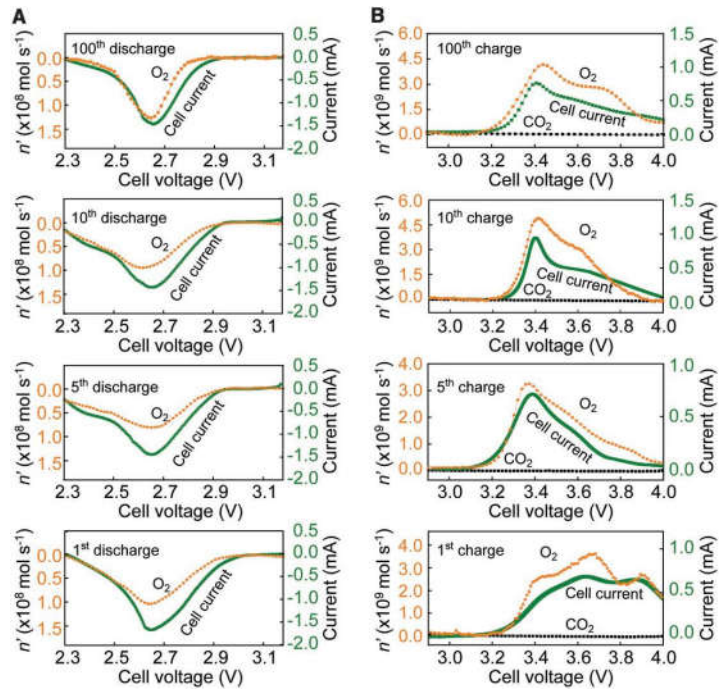 A
B
100th discharge
O2
Cell current
0.0
0.5
1.0
1.5
n' (x10^8 mol s^-1)
0.5
0.0
-0.5
-1.0
-1.5
-2.0
Current (mA)
2.3 2.5 2.7 2.9 3.1
Cell voltage (V)
100th charge
O2
Cell current
CO2
6.0
4.0
3.0
1.0
0.0
n' (x10^9 mol s^-1)
1.5
1.0
0.5
0.0
Current (mA)
3.0 3.2 3.4 3.6 3.8 4.0
Cell voltage (V)
10th discharge
O2
Cell current
0.0
0.5
1.0
1.5
n' (x10^8 mol s^-1)
0.5
0.0
-0.5
-1.0
-1.5
-2.0
Current (mA)
2.3 2.5 2.7 2.9 3.1
Cell voltage (V)
10th charge
O2
Cell current
CO2
6.0
4.0
3.0
1.0
0.0
n' (x10^9 mol s^-1)
1.5
1.0
0.5
0.0
Current (mA)
3.0 3.2 3.4 3.6 3.8 4.0
Cell voltage (V)
5th discharge
O2
Cell current
0.0
0.5
1.0
1.5
n' (x10^8 mol s^-1)
0.5
0.0
-0.5
-1.0
-1.5
-2.0
Current (mA)
2.3 2.5 2.7 2.9 3.1
Cell voltage (V)
5th charge
O2
Cell current
CO2
4.0
3.0
2.0
1.0
0.0
n' (x10^9 mol s^-1)
1.0
0.5
0.0
Current (mA)
3.0 3.2 3.4 3.6 3.8 4.0
Cell voltage (V)
1st discharge
O2
Cell current
0.0
0.5
1.0
1.5
n' (x10^8 mol s^-1)
0.5
0.0
-0.5
-1.0
-1.5
-2.0
Current (mA)
2.3 2.5 2.7 2.9 3.1
Cell voltage (V)
1st charge
O2
Cell current
CO2
4.0
3.0
2.0
1.0
0.0
n' (x10^9 mol s^-1)
1.0
0.5
0.0
Current (mA)
3.0 3.2 3.4 3.6 3.8 4.0
Cell voltage (V)